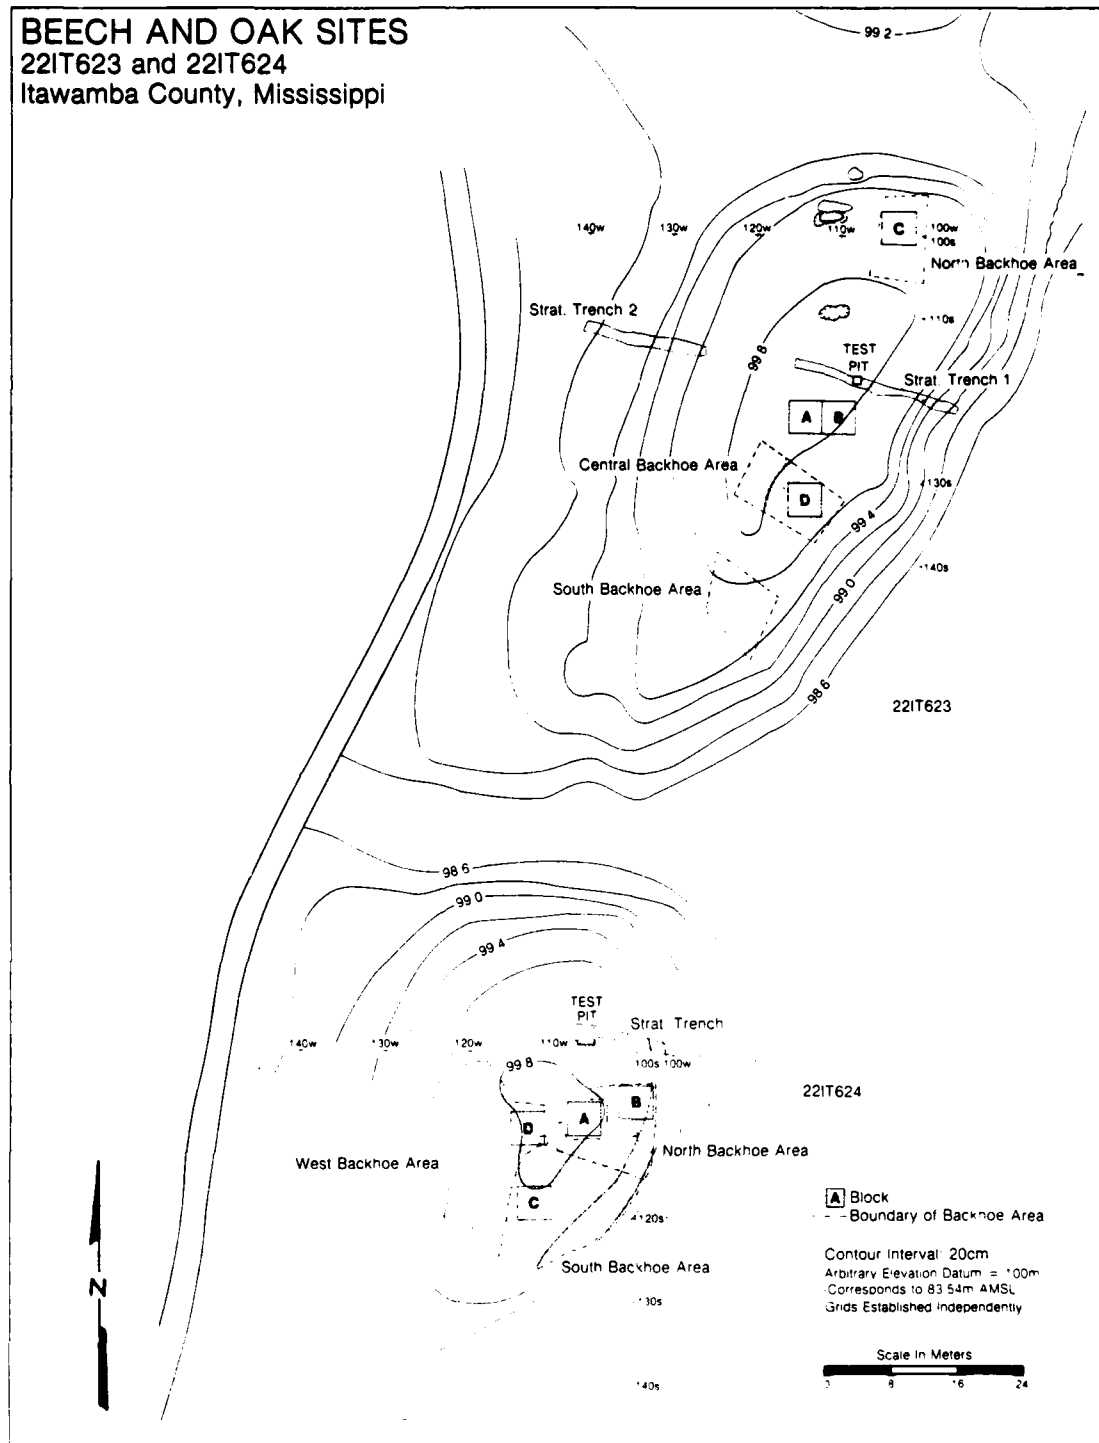 BEECH AND OAK SITES
22IT623 and 22IT624
Itawamba County, Mississippi
99.2
140w
130w
120w
110w
C
100w
100s
North Backhoe Area
Strat. Trench 2
110s
99.8
TEST
PIT
Strat. Trench 1
A
B
Central Backhoe Area
130s
D
99.4
140s
South Backhoe Area
99.0
98.6
22IT623
98.6
99.0
99.4
TEST
PIT
Strat. Trench
140w
130w
120w
110w
99.8
100s 100w
22IT624
B
A
D
North Backhoe Area
West Backhoe Area
C
120s
A Block
Boundary of Backhoe Area
South Backhoe Area
Contour Interval: 20cm
Arbitrary Elevation Datum = 100m
Corresponds to 83.54m AMSL
Grids Established Independently
130s
N
Scale In Meters
0 8 16 24
140s